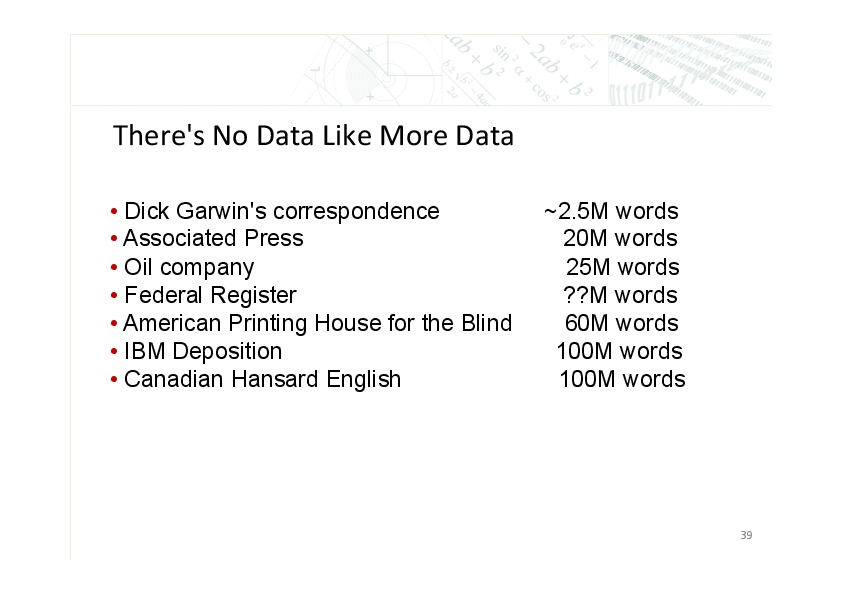 There's No Data Like More Data
• Dick Garwin's correspondence ~2.5M words
• Associated Press 20M words
• Oil company 25M words
• Federal Register ??M words
• American Printing House for the Blind 60M words
• IBM Deposition 100M words
• Canadian Hansard English 100M words
39